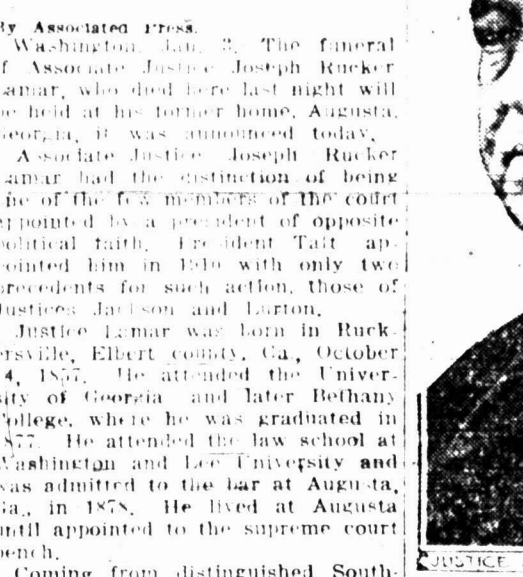 By Associated Press.
Washington, Jan. 3. The funeral
f Associate Justice Joseph Rucker
Lamar, who died here last night will
be held at his former home, Augusta,
Georgia, it was announced today.
Associate Justice Joseph Rucker
Lamar had the distinction of being
one of the few members of the court
appointed by a president of opposite
political faith. President Taft ap-
pointed him in 1910 with only two
precedents for such action, those of
Justices Jackson and Lurton.
Justice Lamar was born in Ruck-
ersville, Elbert county, Ga., October
14, 1857. He attended the Univer-
sity of Georgia and later Bethany
College, where he was graduated in
1877. He attended the law school at
Washington and Lee University and
was admitted to the bar at Augusta,
Ga., in 1878. He lived at Augusta
until appointed to the supreme court
bench.
Coming from distinguished South-
JUSTICE